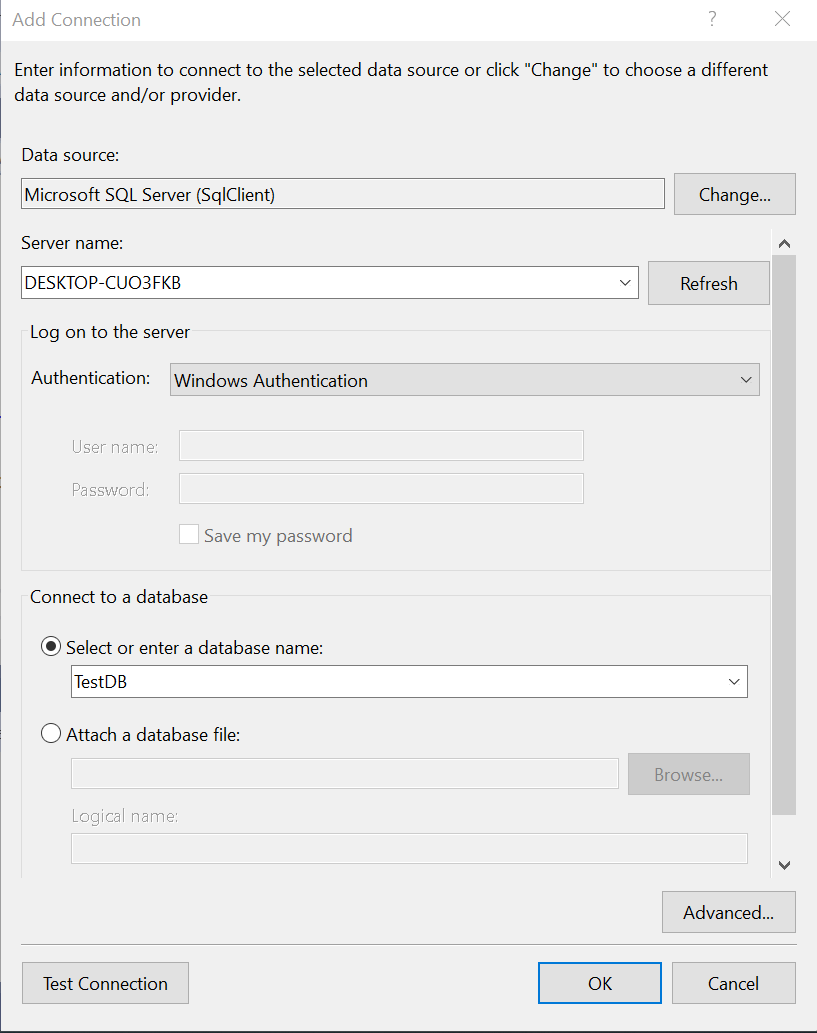 Add Connection
?
Enter information to connect to the selected data source or click "Change" to choose a different
data source and/or provider.
Data source:
Microsoft SQL Server (SqlClient)
Change...
Server name:
DESKTOP-CUO3FKB
Refresh
Log on to the server
Authentication:
Windows Authentication
User name:
Password:
Save my password
Connect to a database
Select or enter a database name:
TestDB
Attach a database file:
Browse...
Logical name:
Advanced...
Test Connection
OK
Cancel